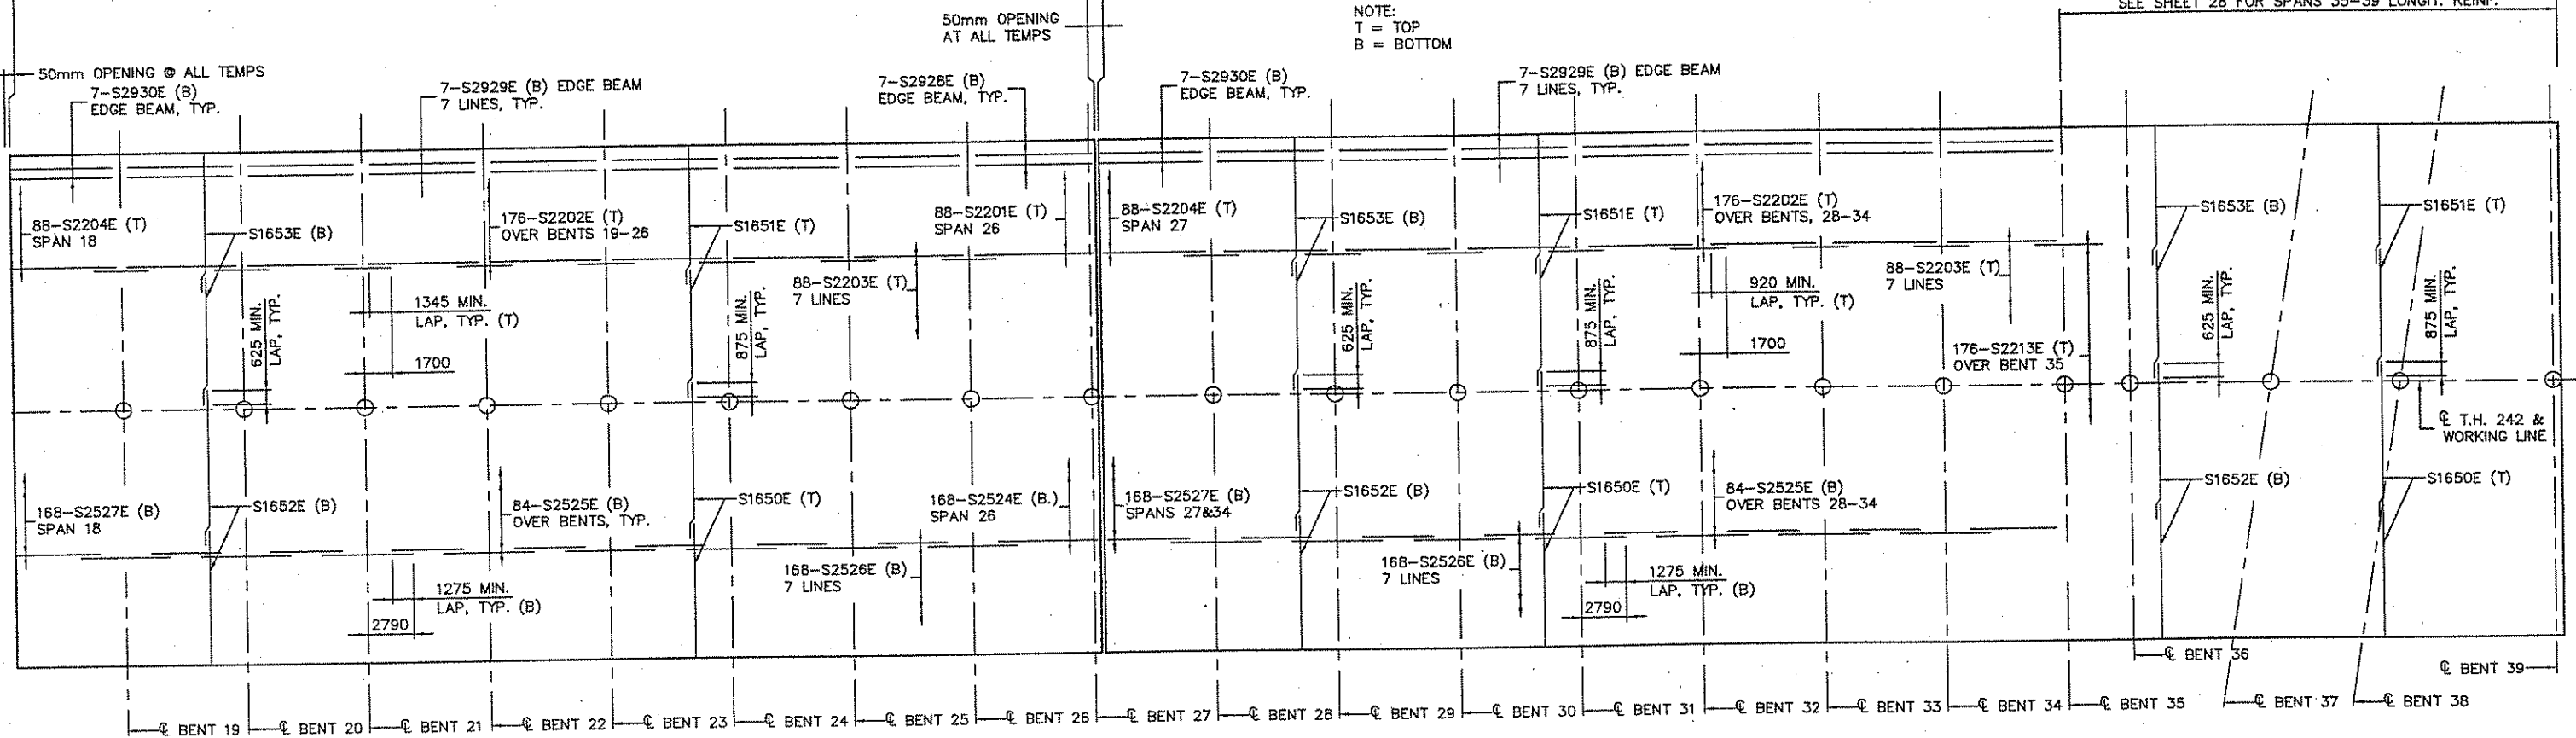 SEE SHEET 28 FOR SPANS 35-39 LONGIT. REINF.
50mm OPENING
AT ALL TEMPS
NOTE:
T = TOP
B = BOTTOM
50mm OPENING @ ALL TEMPS
7-S2930E (B)
EDGE BEAM, TYP.
7-S2929E (B) EDGE BEAM
7 LINES, TYP.
7-S2928E (B)
EDGE BEAM, TYP.
7-S2930E (B)
EDGE BEAM, TYP.
7-S2929E (B) EDGE BEAM
7 LINES, TYP.
88-S2204E (T)
SPAN 18
S1653E (B)
176-S2202E (T)
OVER BENTS 19-26
S1651E (T)
88-S2201E (T)
SPAN 26
88-S2204E (T)
SPAN 27
S1653E (B)
S1651E (T)
176-S2202E (T)
OVER BENTS, 28-34
S1653E (B)
S1651E (T)
625 MIN.
LAP, TYP.
1345 MIN.
LAP, TYP. (T)
1700
875 MIN.
LAP, TYP.
88-S2203E (T)
7 LINES
625 MIN.
LAP, TYP.
875 MIN.
LAP, TYP.
920 MIN.
LAP, TYP. (T)
1700
88-S2203E (T)
7 LINES
176-S2213E (T)
OVER BENT 35
625 MIN.
LAP, TYP.
875 MIN.
LAP, TYP.
℄ T.H. 242 &
WORKING LINE
168-S2527E (B)
SPAN 18
S1652E (B)
84-S2525E (B)
OVER BENTS, TYP.
S1650E (T)
168-S2524E (B.)
SPAN 26
168-S2527E (B)
SPANS 27&34
S1652E (B)
S1650E (T)
84-S2525E (B)
OVER BENTS 28-34
S1652E (B)
S1650E (T)
1275 MIN.
LAP, TYP. (B)
2790
168-S2526E (B)
7 LINES
168-S2526E (B)
7 LINES
1275 MIN.
LAP, TYP. (B)
2790
℄ BENT 36
℄ BENT 39
℄ BENT 19
℄ BENT 20
℄ BENT 21
℄ BENT 22
℄ BENT 23
℄ BENT 24
℄ BENT 25
℄ BENT 26
℄ BENT 27
℄ BENT 28
℄ BENT 29
℄ BENT 30
℄ BENT 31
℄ BENT 32
℄ BENT 33
℄ BENT 34
℄ BENT 35
℄ BENT 37
℄ BENT 38